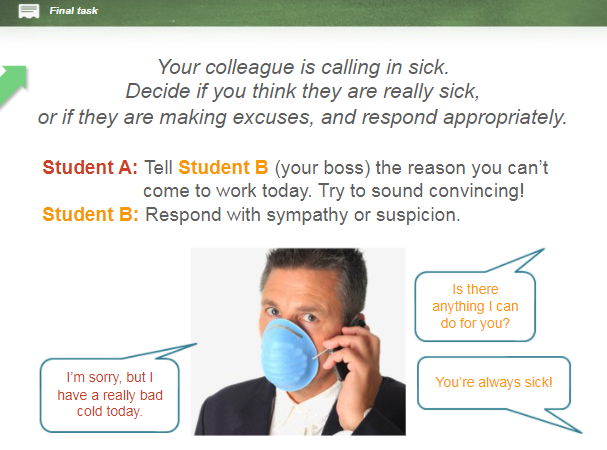 Final task
Your colleague is calling in sick.
Decide if you think they are really sick,
or if they are making excuses, and respond appropriately.
Student A: Tell Student B (your boss) the reason you can't
come to work today. Try to sound convincing!
Student B: Respond with sympathy or suspicion.
Is there
anything I can
do for you?
I'm sorry, but I
have a really bad
cold today.
You're always sick!